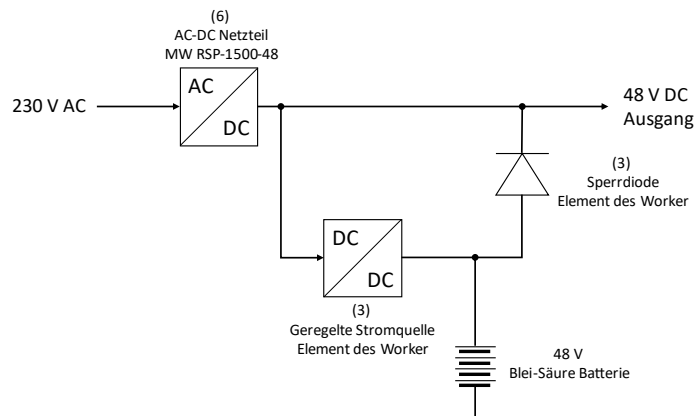 (6)
AC-DC Netzteil
MW RSP-1500-48
230 V AC
AC
DC
48 V DC
Ausgang
(3)
Sperrdiode
Element des Worker
DC
DC
(3)
Geregelte Stromquelle
Element des Worker
48 V
Blei-Säure Batterie